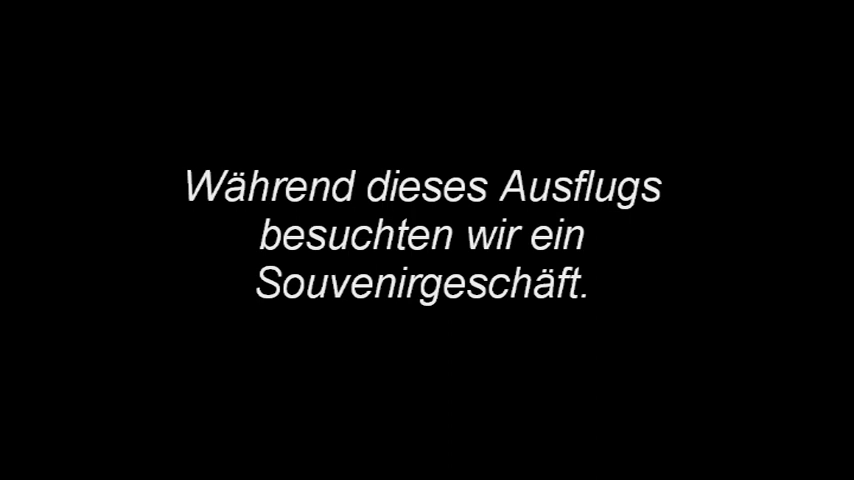 Während dieses Ausflugs
besuchten wir ein
Souvenirgeschäft.